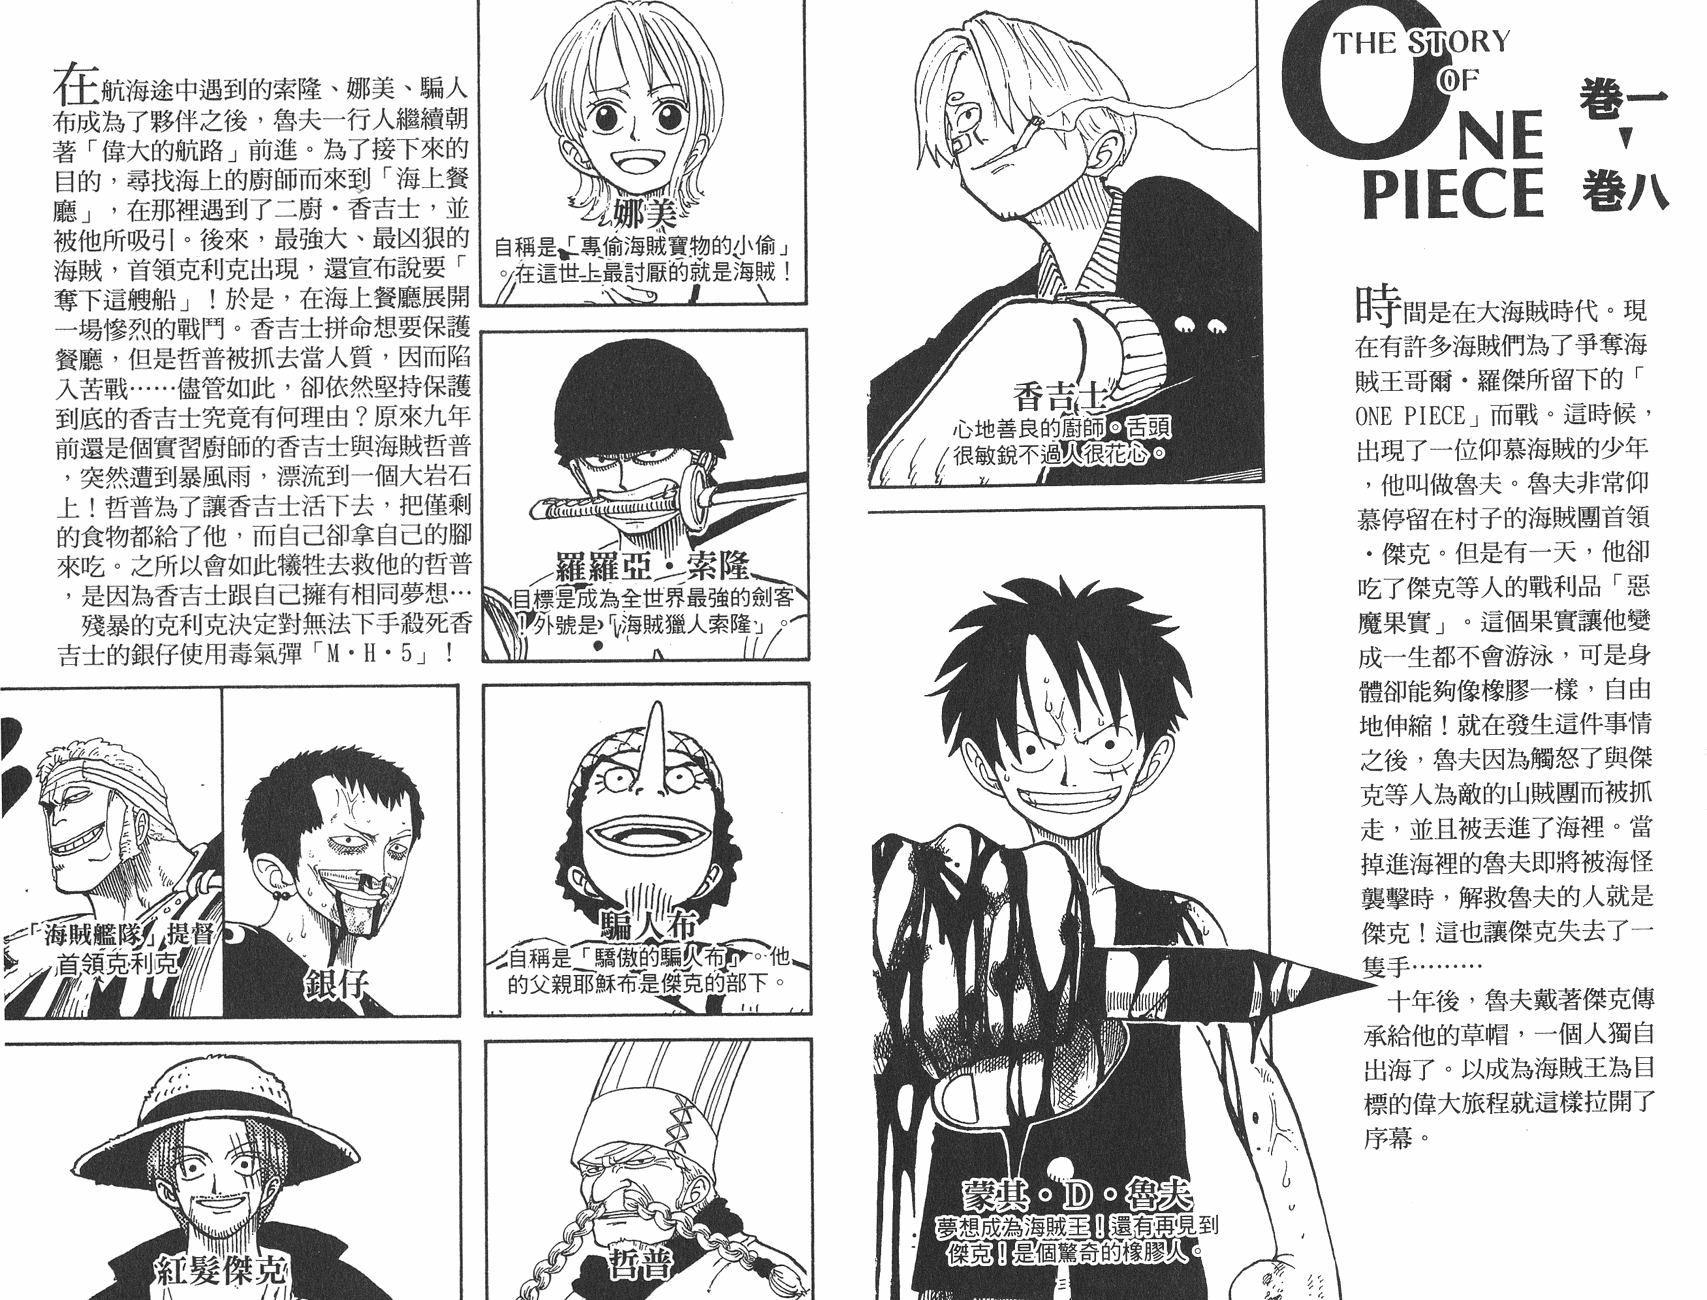 THE STORY
OF
ONE
PIECE
卷一
卷八
時間是在大海賊時代。現
在有許多海賊們為了爭奪海
賊王哥爾・羅傑所留下的「
ONE PIECE」而戰。這時候，
出現了一位仰慕海賊的少年
，他叫做魯夫。魯夫非常仰
慕停留在村子的海賊團首領
・傑克。但是有一天，他卻
吃了傑克等人的戰利品「惡
魔果實」。這個果實讓他變
成一生都不會游泳，可是身
體卻能夠像橡膠一樣，自由
地伸縮！就在發生這件事情
之後，魯夫因為觸怒了與傑
克等人為敵的山賊團而被抓
走，並且被丟進了海裡。當
掉進海裡的魯夫即將被海怪
襲擊時，解救魯夫的人就是
傑克！這也讓傑克失去了一
隻手………
十年後，魯夫戴著傑克傳
承給他的草帽，一個人獨自
出海了。以成為海賊王為目
標的偉大旅程就這樣拉開了
序幕。
香吉士
心地善良的廚師。舌頭
很敏銳不過人很花心。
蒙其・D・魯夫
夢想成為海賊王！還有再見到
傑克！是個驚奇的橡膠人。
娜美
自稱是「專偷海賊寶物的小偷」
。在這世上最討厭的就是海賊！
羅羅亞・索隆
目標是成為全世界最強的劍客
！外號是「海賊獵人索隆」。
騙人布
自稱是「驕傲的騙人布」。他
的父親耶穌布是傑克的部下。
哲普
在航海途中遇到的索隆、娜美、騙人
布成為了夥伴之後，魯夫一行人繼續朝
著「偉大的航路」前進。為了接下來的
目的，尋找海上的廚師而來到「海上餐
廳」，在那裡遇到了二廚・香吉士，並
被他所吸引。後來，最強大、最凶狠的
海賊，首領克利克出現，還宣布說要「
奪下這艘船」！於是，在海上餐廳展開
一場慘烈的戰鬥。香吉士拼命想要保護
餐廳，但是哲普被抓去當人質，因而陷
入苦戰……儘管如此，卻依然堅持保護
到底的香吉士究竟有何理由？原來九年
前還是個實習廚師的香吉士與海賊哲普
，突然遭到暴風雨，漂流到一個大岩石
上！哲普為了讓香吉士活下去，把僅剩
的食物都給了他，而自己卻拿自己的腳
來吃。之所以會如此犧牲去救他的哲普
，是因為香吉士跟自己擁有相同夢想…
殘暴的克利克決定對無法下手殺死香
吉士的銀仔使用毒氣彈「M・H・5」！
「海賊艦隊」提督
首領克利克
銀仔
紅髮傑克